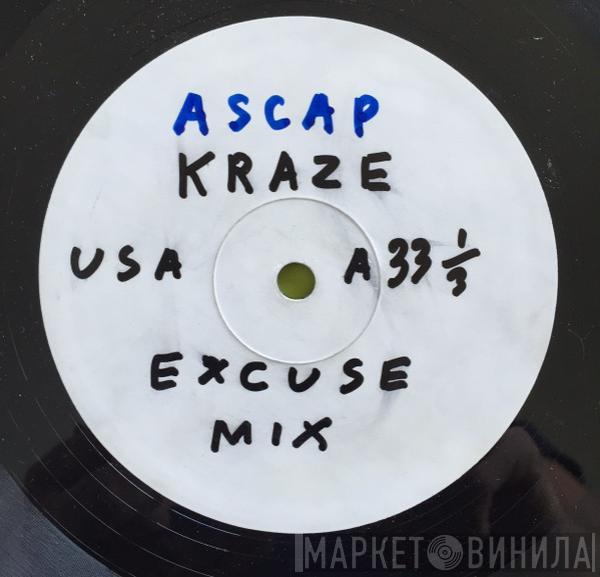 ASCAP
KRAZE
USA A 33 1/3
EXCUSE
MIX
МАРКЕТ ВИНИЛА